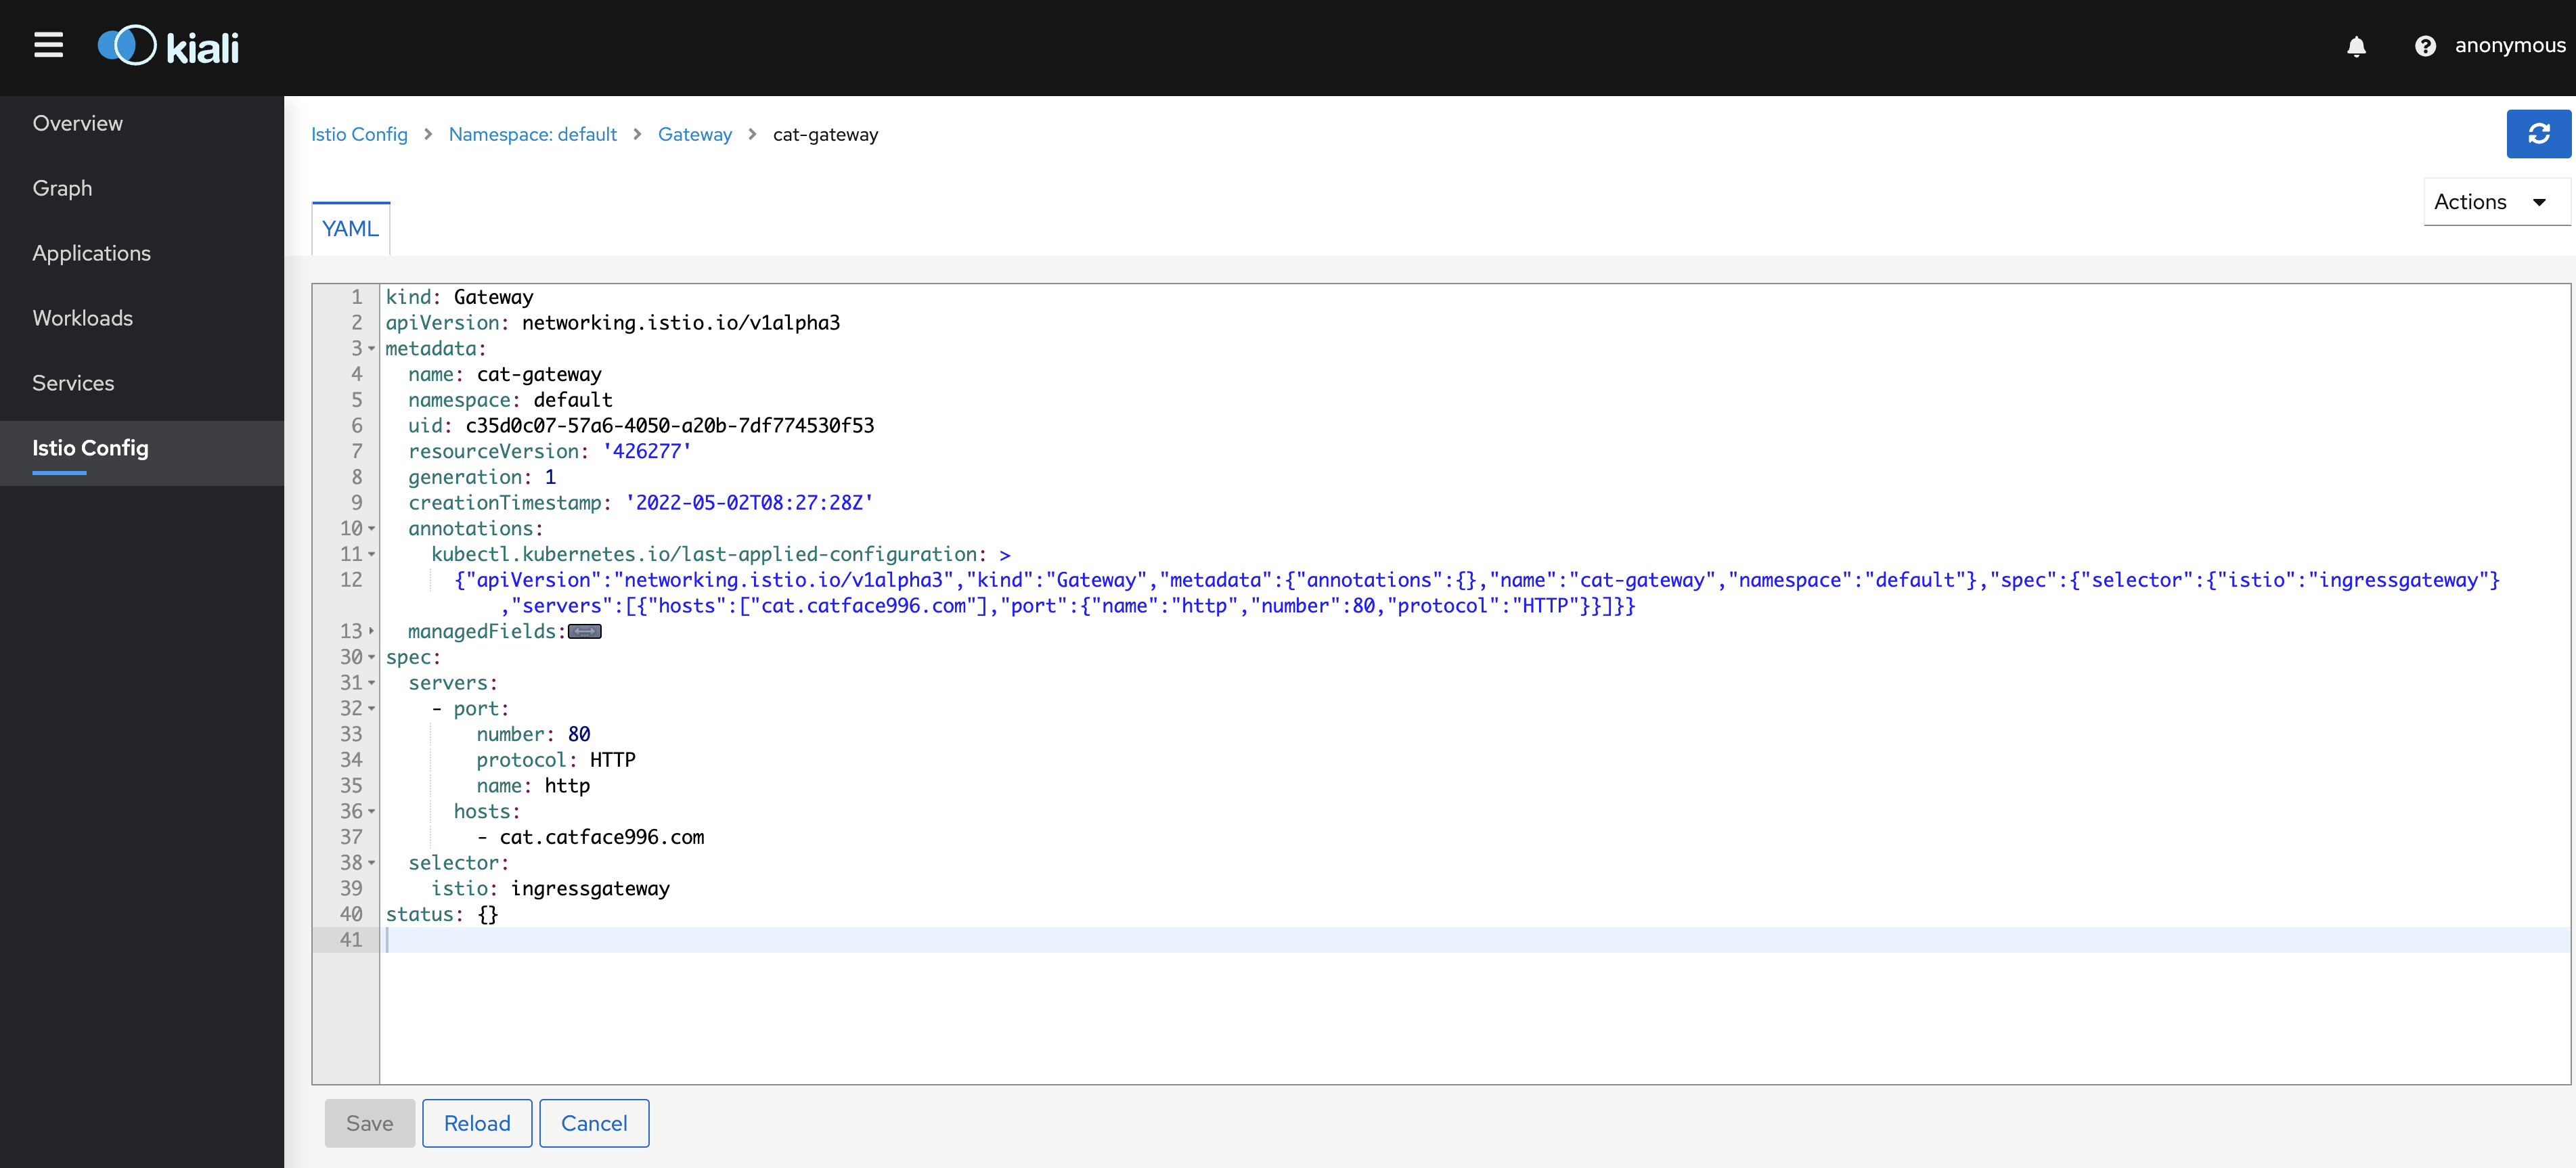 kiali
anonymous
Overview
Graph
Applications
Workloads
Services
Istio Config
Istio Config > Namespace: default > Gateway > cat-gateway
Actions
YAML
1 kind: Gateway
2 apiVersion: networking.istio.io/v1alpha3
3 metadata:
4   name: cat-gateway
5   namespace: default
6   uid: c35d0c07-57a6-4050-a20b-7df774530f53
7   resourceVersion: '426277'
8   generation: 1
9   creationTimestamp: '2022-05-02T08:27:28Z'
10   annotations:
11     kubectl.kubernetes.io/last-applied-configuration: >
12       {"apiVersion":"networking.istio.io/v1alpha3","kind":"Gateway","metadata":{"annotations":{},"name":"cat-gateway","namespace":"default"},"spec":{"selector":{"istio":"ingressgateway"}
,"servers":[{"hosts":["cat.catface996.com"],"port":{"name":"http","number":80,"protocol":"HTTP"}}]}}
13   managedFields:
30 spec:
31   servers:
32     - port:
33         number: 80
34         protocol: HTTP
35         name: http
36       hosts:
37         - cat.catface996.com
38   selector:
39     istio: ingressgateway
40 status: {}
41
Save
Reload
Cancel